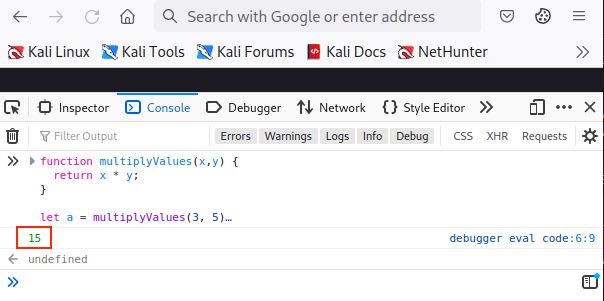 Search with Google or enter address
Kali Linux Kali Tools Kali Forums Kali Docs NetHunter
Inspector Console Debugger Network Style Editor
Filter Output Errors Warnings Logs Info Debug CSS XHR Requests
function multiplyValues(x,y) {
return x * y;
}
let a = multiplyValues(3, 5)…
15 debugger eval code:6:9
undefined